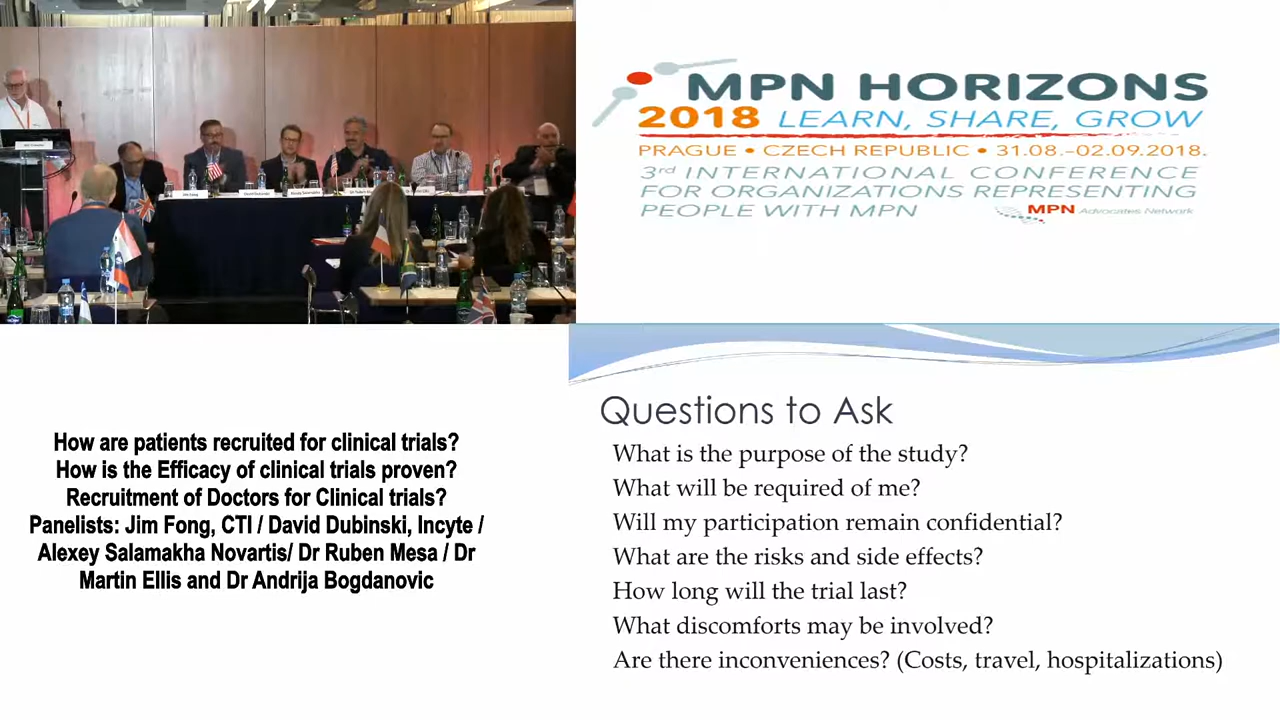 MPN HORIZONS
2018 LEARN, SHARE, GROW
PRAGUE • CZECH REPUBLIC • 31.08.–02.09.2018.
3rd INTERNATIONAL CONFERENCE
FOR ORGANIZATIONS REPRESENTING
PEOPLE WITH MPN
MPN Advocates Network
How are patients recruited for clinical trials?
How is the Efficacy of clinical trials proven?
Recruitment of Doctors for Clinical trials?
Panelists: Jim Fong, CTI / David Dubinski, Incyte /
Alexey Salamakha Novartis/ Dr Ruben Mesa / Dr
Martin Ellis and Dr Andrija Bogdanovic
Questions to Ask
What is the purpose of the study?
What will be required of me?
Will my participation remain confidential?
What are the risks and side effects?
How long will the trial last?
What discomforts may be involved?
Are there inconveniences? (Costs, travel, hospitalizations)